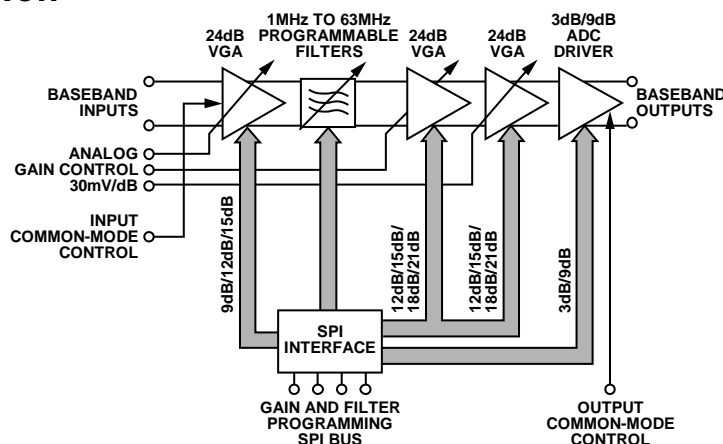 24dB
VGA
1MHz TO 63MHz
PROGRAMMABLE
FILTERS
24dB
VGA
24dB
VGA
3dB/9dB
ADC
DRIVER
BASEBAND
INPUTS
BASEBAND
OUTPUTS
ANALOG
GAIN CONTROL
30mV/dB
INPUT
COMMON-MODE
CONTROL
9dB/12dB/15dB
12dB/15dB/
18dB/21dB
12dB/15dB/
18dB/21dB
3dB/9dB
SPI
INTERFACE
GAIN AND FILTER
PROGRAMMING
SPI BUS
OUTPUT
COMMON-MODE
CONTROL